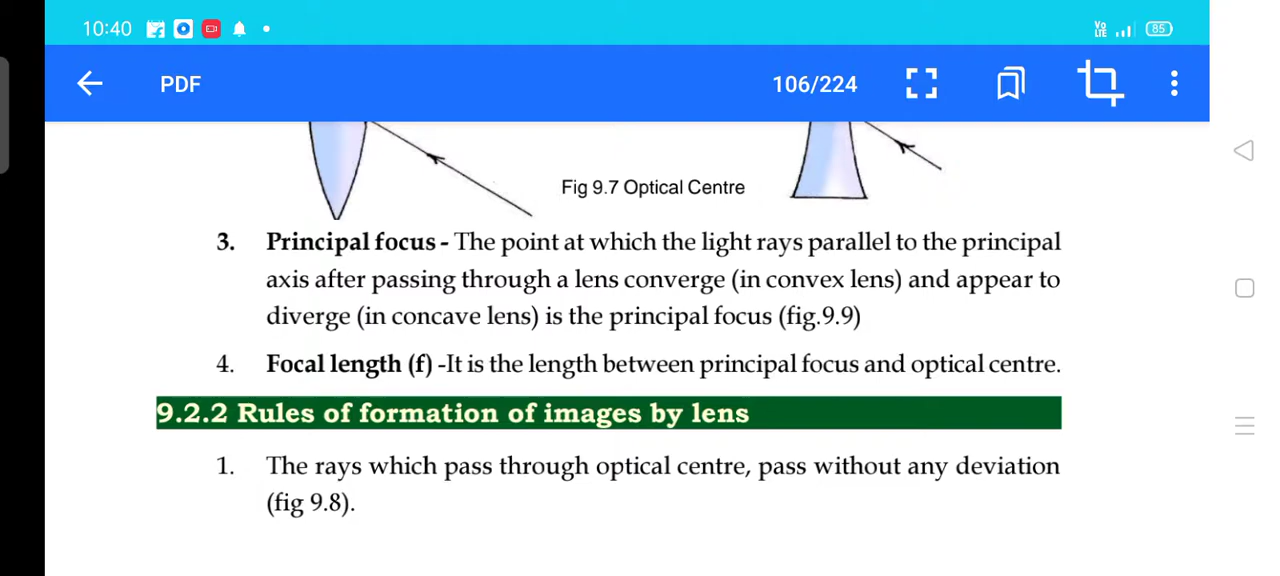 10:40
Vo LTE 85
PDF 106/224
Fig 9.7 Optical Centre
3. Principal focus - The point at which the light rays parallel to the principal
axis after passing through a lens converge (in convex lens) and appear to
diverge (in concave lens) is the principal focus (fig.9.9)
4. Focal length (f) -It is the length between principal focus and optical centre.
9.2.2 Rules of formation of images by lens
1. The rays which pass through optical centre, pass without any deviation
(fig 9.8).